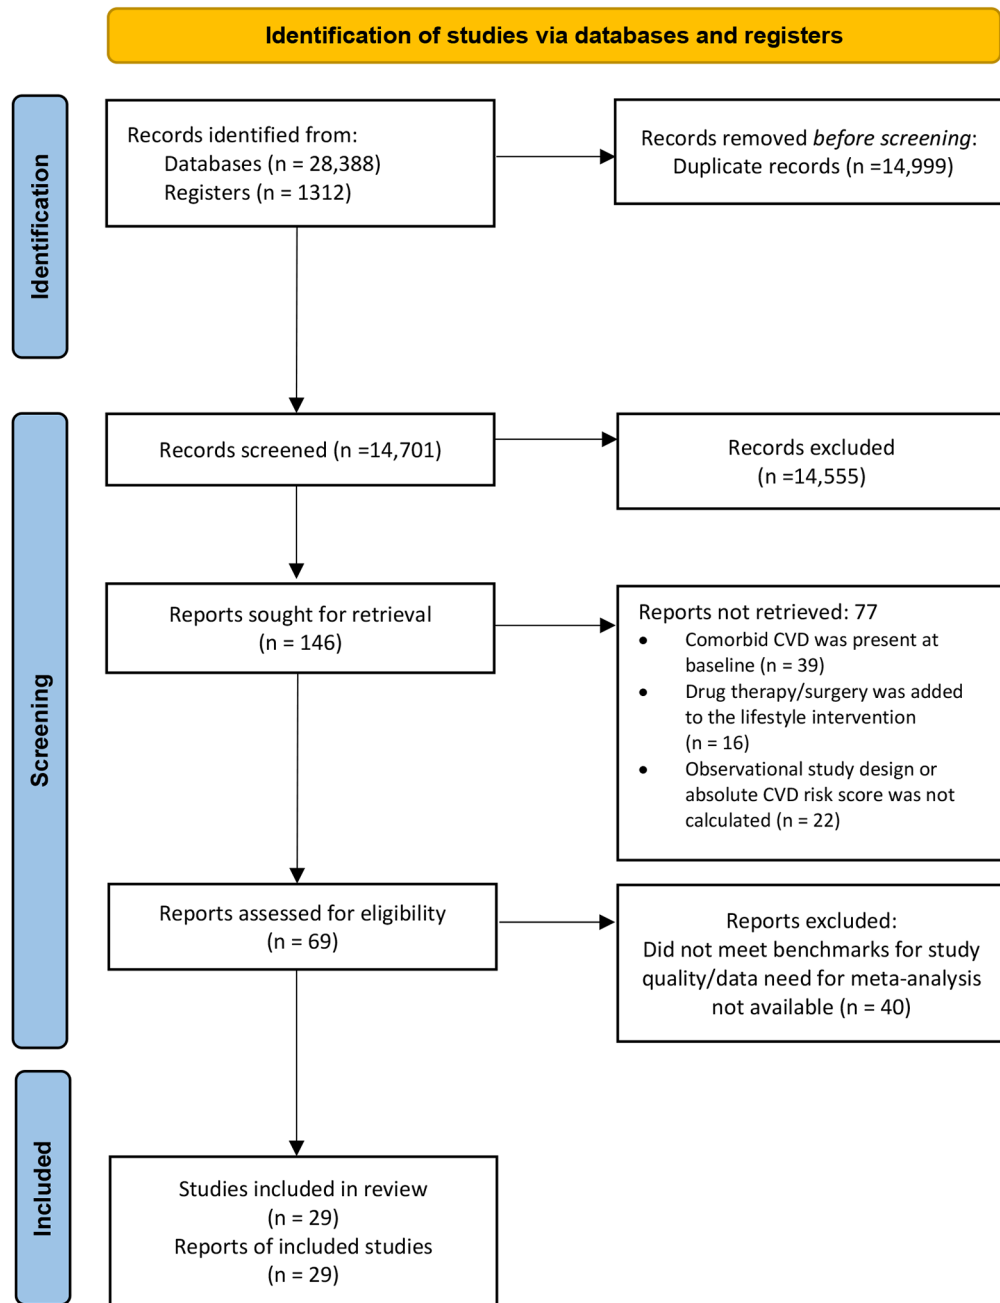 Identification of studies via databases and registers
Identification
Records identified from:
Databases (n = 28,388)
Registers (n = 1312)
Records removed before screening:
Duplicate records (n =14,999)
Screening
Records screened (n =14,701)
Records excluded
(n =14,555)
Reports sought for retrieval
(n = 146)
Reports not retrieved: 77
• Comorbid CVD was present at
baseline (n = 39)
• Drug therapy/surgery was added
to the lifestyle intervention
(n = 16)
• Observational study design or
absolute CVD risk score was not
calculated (n = 22)
Reports assessed for eligibility
(n = 69)
Reports excluded:
Did not meet benchmarks for study
quality/data need for meta-analysis
not available (n = 40)
Included
Studies included in review
(n = 29)
Reports of included studies
(n = 29)